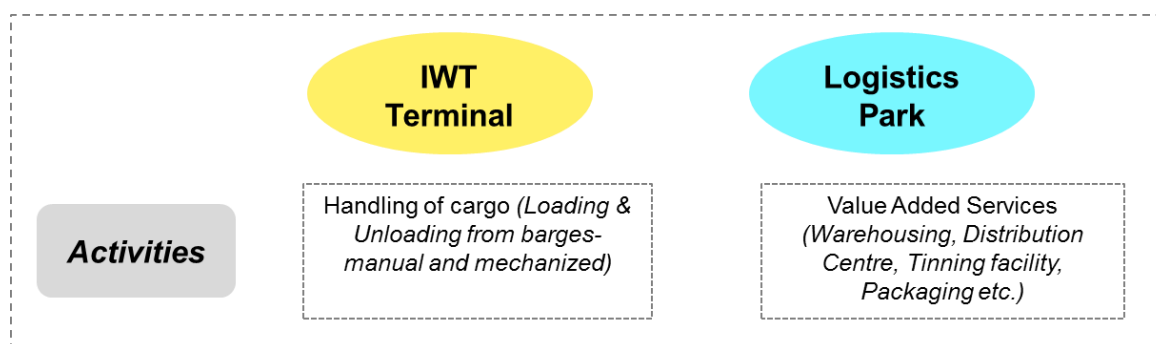 IWT
Terminal
Logistics
Park
Activities
Handling of cargo (Loading &
Unloading from barges-
manual and mechanized)
Value Added Services
(Warehousing, Distribution
Centre, Tinning facility,
Packaging etc.)